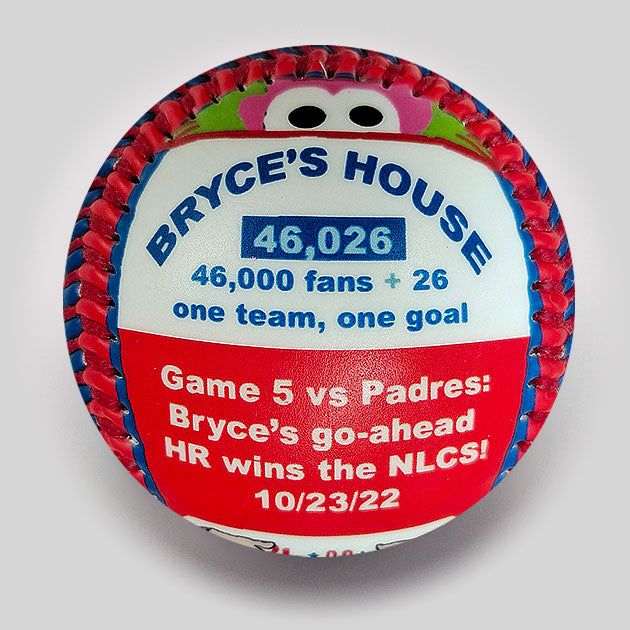 BRYCE'S HOUSE
46,026
46,000 fans + 26
one team, one goal
Game 5 vs Padres:
Bryce's go-ahead
HR wins the NLCS!
10/23/22